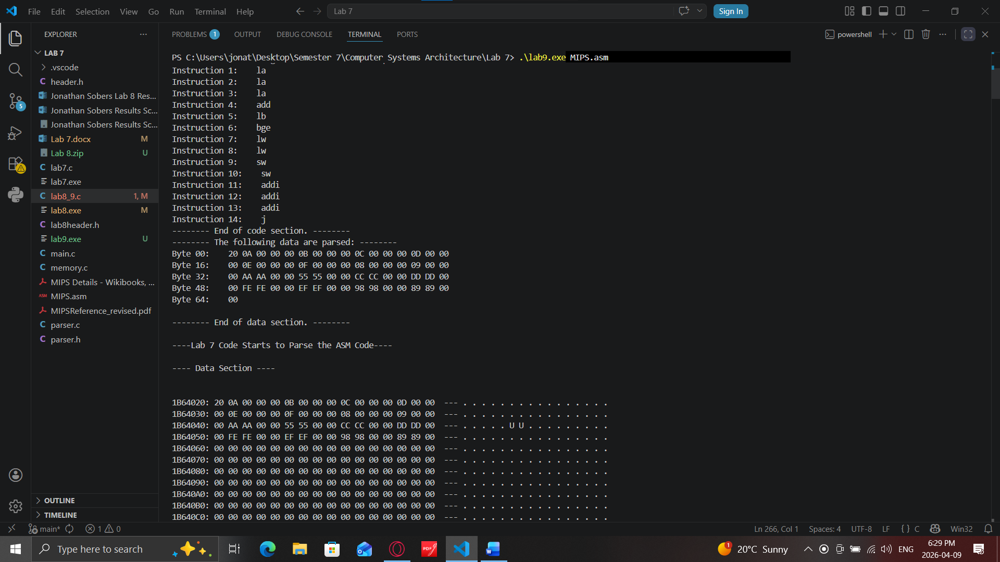 File Edit Selection View Go Run Terminal Help
Lab 7
Sign In
EXPLORER
LAB 7
.vscode
header.h
Jonathan Sobers Lab 8 Res...
Jonathan Sobers Results Sc...
Jonathan Sobers Results Sc...
Lab 7.docx M
Lab 8.zip U
lab7.c
lab7.exe
lab8_9.c 1, M
lab8.exe M
lab8header.h
lab9.exe U
main.c
memory.c
MIPS Details - Wikibooks, ...
MIPS.asm
MIPSReference_revised.pdf
parser.c
parser.h
OUTLINE
TIMELINE
5
PROBLEMS 1 OUTPUT DEBUG CONSOLE TERMINAL PORTS
powershell
PS C:\Users\jonat\Desktop\Semester 7\Computer Systems Architecture\Lab 7> .\lab9.exe MIPS.asm
Instruction 1: la
Instruction 2: la
Instruction 3: la
Instruction 4: add
Instruction 5: lb
Instruction 6: bge
Instruction 7: lw
Instruction 8: lw
Instruction 9: sw
Instruction 10: sw
Instruction 11: addi
Instruction 12: addi
Instruction 13: addi
Instruction 14: j
-------- End of code section. --------
-------- The following data are parsed: --------
Byte 00: 20 0A 00 00 00 0B 00 00 00 0C 00 00 00 0D 00 00
Byte 16: 00 0E 00 00 00 0F 00 00 00 08 00 00 00 09 00 00
Byte 32: 00 AA AA 00 00 55 55 00 00 CC CC 00 00 DD DD 00
Byte 48: 00 FE FE 00 00 EF EF 00 00 98 98 00 00 89 89 00
Byte 64: 00
-------- End of data section. --------
----Lab 7 Code Starts to Parse the ASM Code----
---- Data Section ----
1B64020: 20 0A 00 00 00 0B 00 00 00 0C 00 00 00 0D 00 00 --- . . . . . . . . . . . . . . . .
1B64030: 00 0E 00 00 00 0F 00 00 00 08 00 00 00 09 00 00 --- . . . . . . . . . . . . . . . .
1B64040: 00 AA AA 00 00 55 55 00 00 CC CC 00 00 DD DD 00 --- . . . . . U U . . . . . . . . .
1B64050: 00 FE FE 00 00 EF EF 00 00 98 98 00 00 89 89 00 --- . . . . . . . . . . . . . . . .
1B64060: 00 00 00 00 00 00 00 00 00 00 00 00 00 00 00 00 --- . . . . . . . . . . . . . . . .
1B64070: 00 00 00 00 00 00 00 00 00 00 00 00 00 00 00 00 --- . . . . . . . . . . . . . . . .
1B64080: 00 00 00 00 00 00 00 00 00 00 00 00 00 00 00 00 --- . . . . . . . . . . . . . . . .
1B64090: 00 00 00 00 00 00 00 00 00 00 00 00 00 00 00 00 --- . . . . . . . . . . . . . . . .
1B640A0: 00 00 00 00 00 00 00 00 00 00 00 00 00 00 00 00 --- . . . . . . . . . . . . . . . .
1B640B0: 00 00 00 00 00 00 00 00 00 00 00 00 00 00 00 00 --- . . . . . . . . . . . . . . . .
1B640C0: 00 00 00 00 00 00 00 00 00 00 00 00 00 00 00 00 --- . . . . . . . . . . . . . . . .
main* 1 0 Ln 266, Col 1 Spaces: 4 UTF-8 LF { } C Win32
Type here to search
PDF
1 20°C Sunny ENG
6:29 PM
2026-04-09